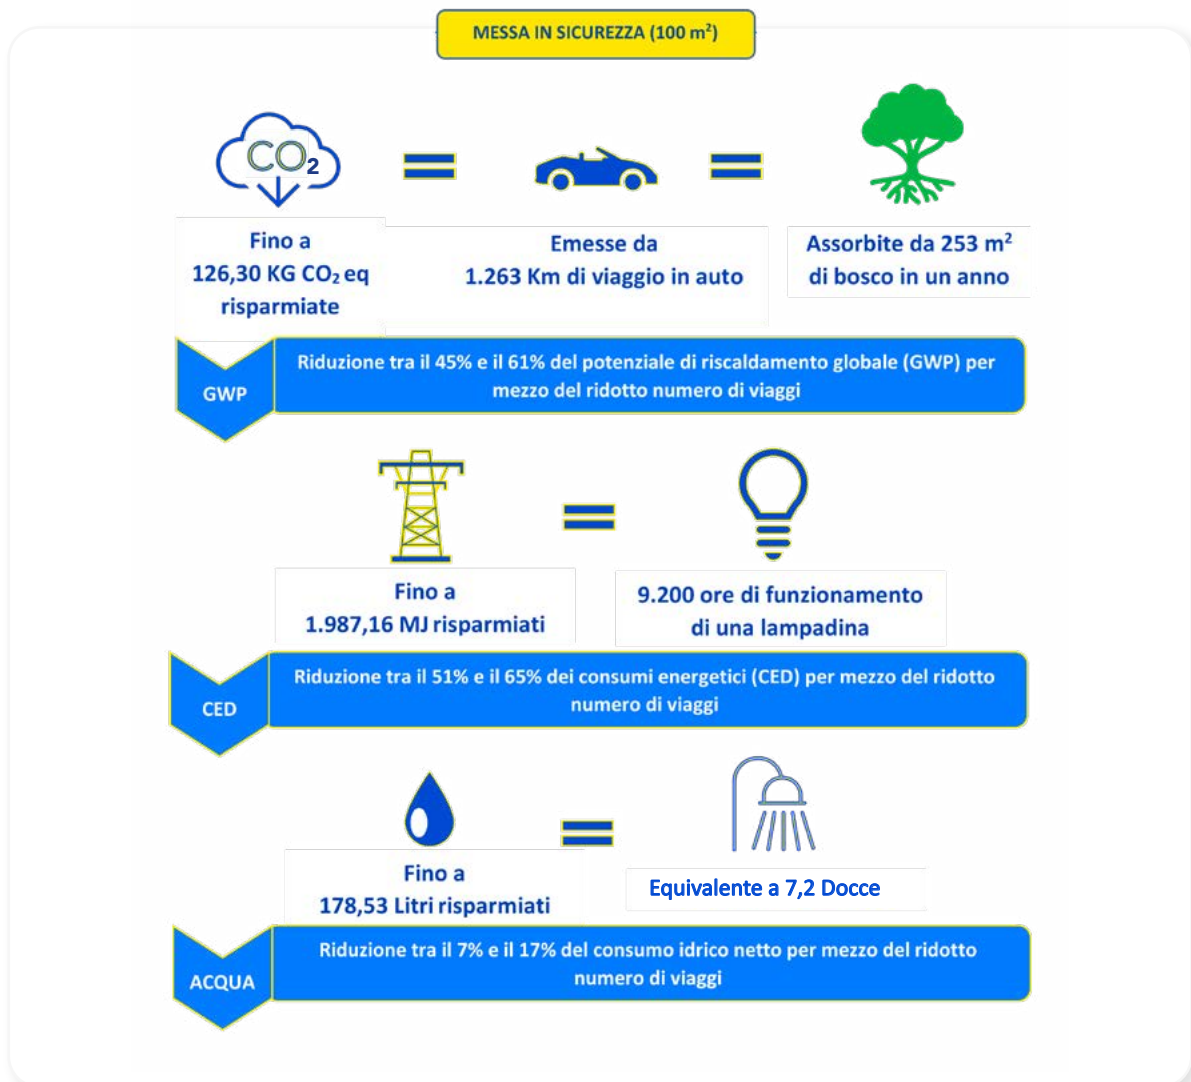 MESSA IN SICUREZZA (100 m²)
CO₂
Fino a
126,30 KG CO₂ eq
risparmiate
Emesse da
1.263 Km di viaggio in auto
Assorbite da 253 m²
di bosco in un anno
GWP
Riduzione tra il 45% e il 61% del potenziale di riscaldamento globale (GWP) per
mezzo del ridotto numero di viaggi
Fino a
1.987,16 MJ risparmiati
9.200 ore di funzionamento
di una lampadina
CED
Riduzione tra il 51% e il 65% dei consumi energetici (CED) per mezzo del ridotto
numero di viaggi
Fino a
178,53 Litri risparmiati
Equivalente a 7,2 Docce
ACQUA
Riduzione tra il 7% e il 17% del consumo idrico netto per mezzo del ridotto
numero di viaggi